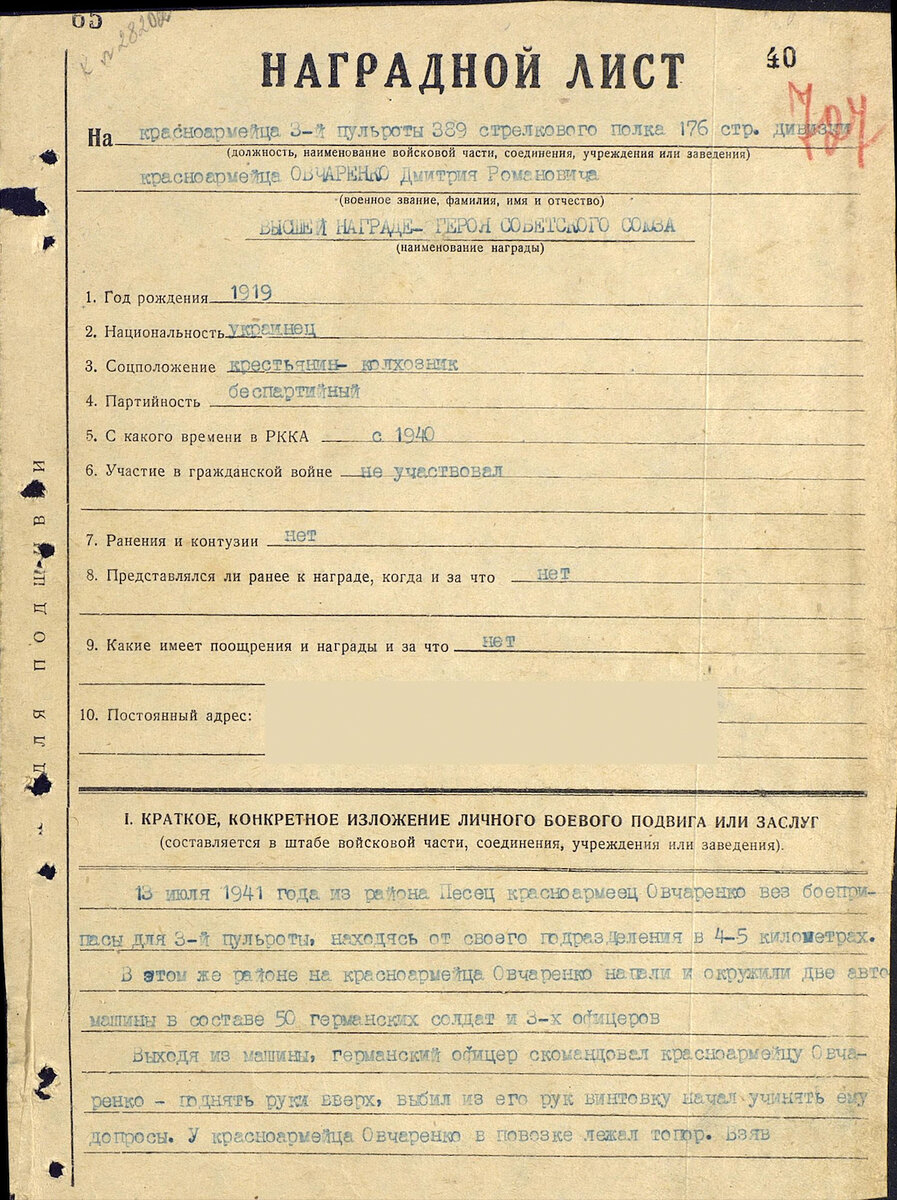 65
К № 28200
НАГРАДНОЙ ЛИСТ
40
707
На красноармейца 3-й пульроты 389 стрелкового полка 176 стр. дивизии
(должность, наименование войсковой части, соединения, учреждения или заведения)
красноармейца ОВЧАРЕНКО Дмитрия Романовича
(военное звание, фамилия, имя и отчество)
ВЫСШЕЙ НАГРАДЕ- ГЕРОЯ СОВЕТСКОГО СОЮЗА
(наименование награды)
1. Год рождения 1919
2. Национальность украинец
3. Соцположение крестьянин- колхозник
4. Партийность беспартийный
5. С какого времени в РККА с 1940
6. Участие в гражданской войне не участвовал
7. Ранения и контузии нет
8. Представлялся ли ранее к награде, когда и за что нет
9. Какие имеет поощрения и награды и за что нет
10. Постоянный адрес:
ДЛЯ ПОДШИВКИ
I. КРАТКОЕ, КОНКРЕТНОЕ ИЗЛОЖЕНИЕ ЛИЧНОГО БОЕВОГО ПОДВИГА ИЛИ ЗАСЛУГ
(составляется в штабе войсковой части, соединения, учреждения или заведения).
13 июля 1941 года из района Песец красноармеец Овчаренко вез боепри-
пасы для 3-й пульроты, находясь от своего подразделения в 4-5 километрах.
В этом же районе на красноармейца Овчаренко напали и окружили две авто
машины в составе 50 германских солдат и 3-х офицеров
Выходя из машины, германский офицер скомандовал красноармейцу Овча-
ренко - поднять руки вверх, выбил из его рук винтовку начал учинять ему
допросы. У красноармейца Овчаренко в повозке лежал топор. Взяв